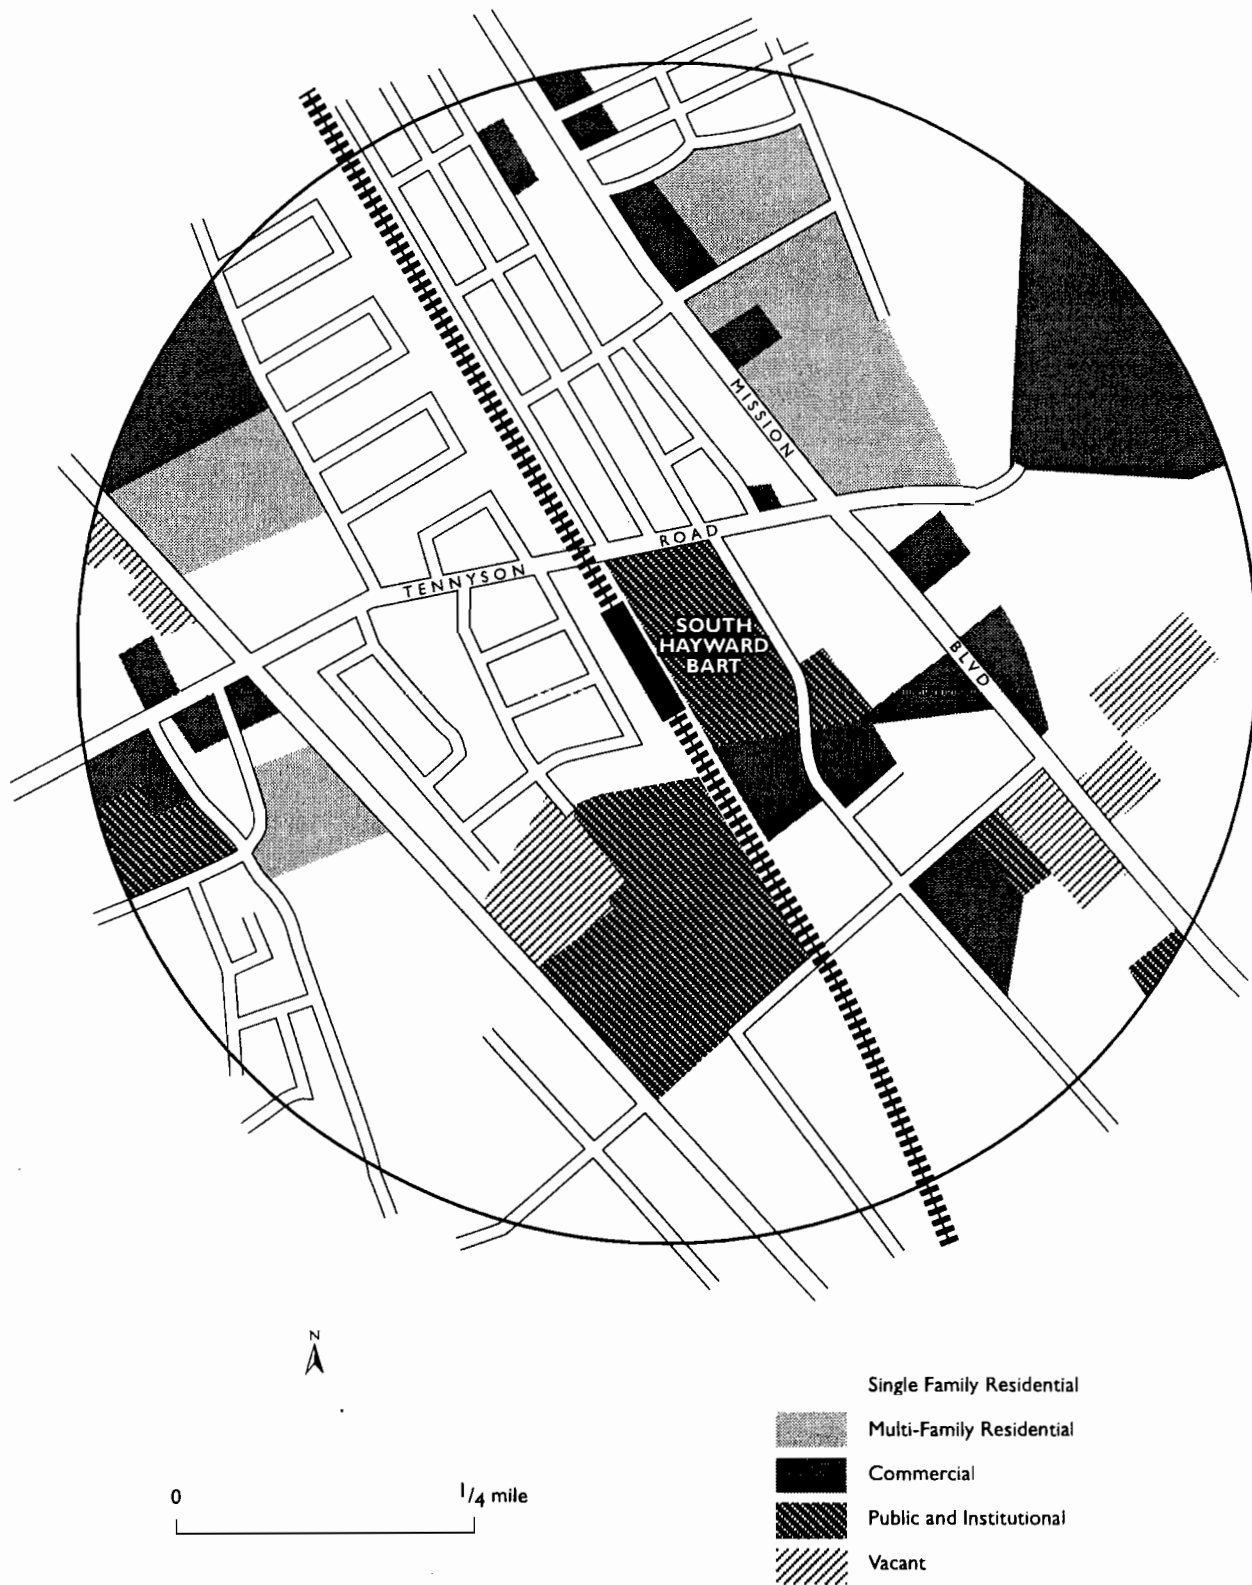 MISSION
BLVD
TENNYSON
ROAD
SOUTH
HAYWARD
BART
N
0
1/4 mile
Single Family Residential
Multi-Family Residential
Commercial
Public and Institutional
Vacant